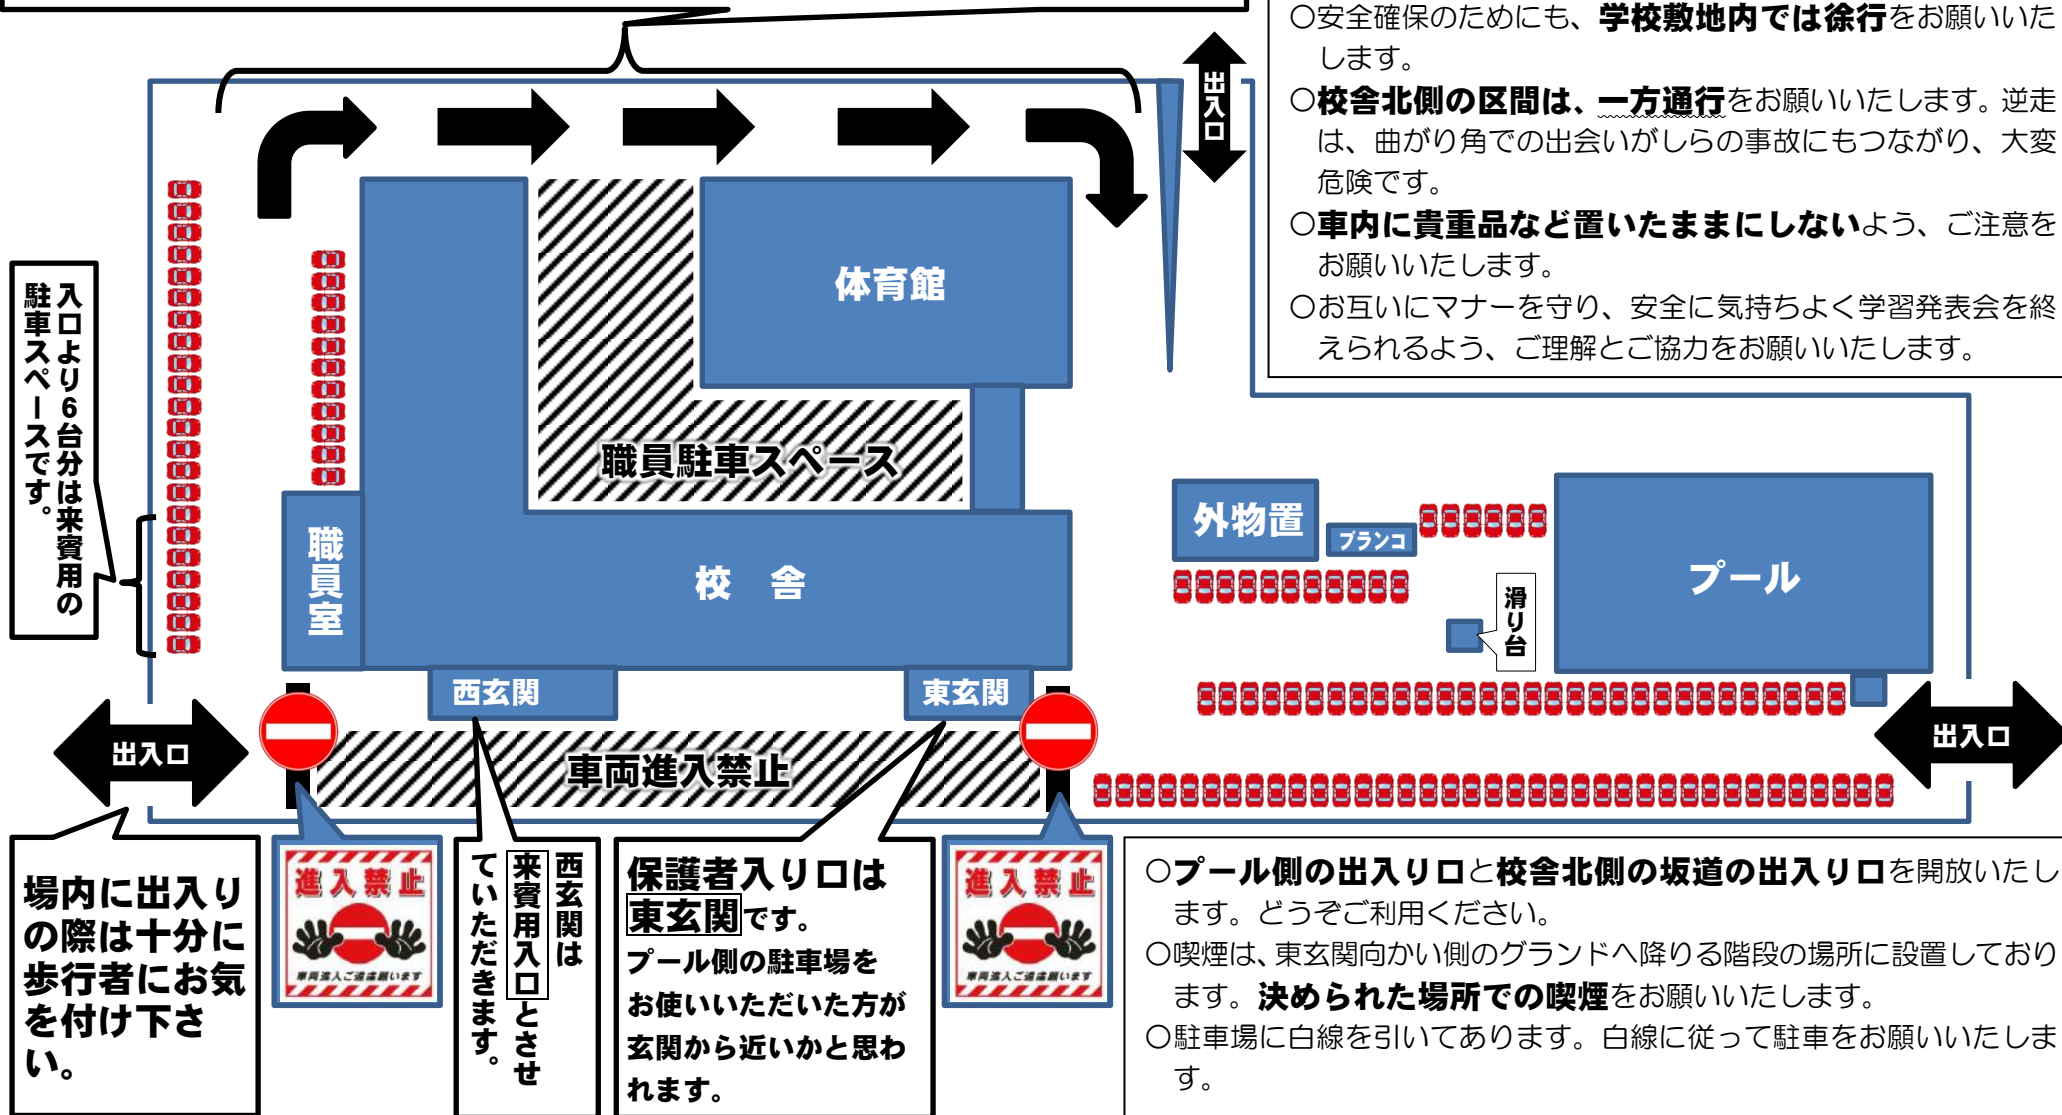 ○安全確保のためにも、学校敷地内では徐行をお願いいた
します。
○校舎北側の区間は、一方通行をお願いいたします。逆走
は、曲がり角での出会いがしらの事故にもつながり、大変
危険です。
○車内に貴重品など置いたままにしないよう、ご注意を
お願いいたします。
○お互いにマナーを守り、安全に気持ちよく学習発表会を終
えられるよう、ご理解とご協力をお願いいたします。
出入口
体育館
入口より６台分は来賓用の
駐車スペースです。
職員駐車スペース
職員室
校　舎
外物置
ブランコ
プール
滑り台
西玄関
東玄関
出入口
車両進入禁止
出入口
場内に出入り
の際は十分に
歩行者にお気
を付け下さ
い。
進入禁止
車両進入ご遠慮願います
西玄関は
来賓用入口とさせ
ていただきます。
保護者入り口は
東玄関です。
プール側の駐車場を
お使いいただいた方が
玄関から近いかと思わ
れます。
進入禁止
車両進入ご遠慮願います
○プール側の出入り口と校舎北側の坂道の出入り口を開放いたし
ます。どうぞご利用ください。
○喫煙は、東玄関向かい側のグランドへ降りる階段の場所に設置しており
ます。決められた場所での喫煙をお願いいたします。
○駐車場に白線を引いてあります。白線に従って駐車をお願いいたしま
す。